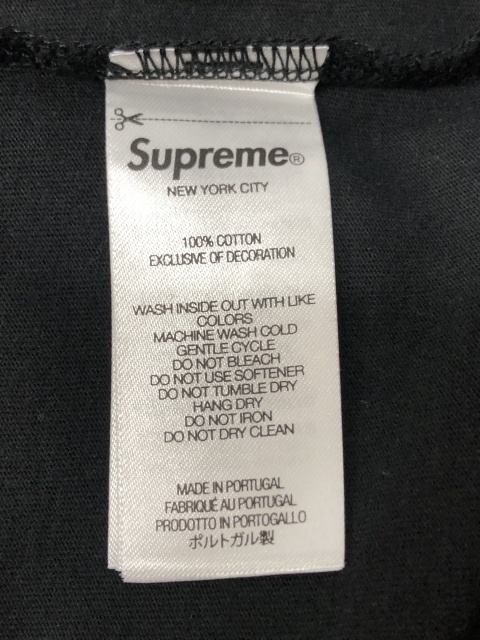 Supreme®
NEW YORK CITY
100% COTTON
EXCLUSIVE OF DECORATION
WASH INSIDE OUT WITH LIKE
COLORS
MACHINE WASH COLD
GENTLE CYCLE
DO NOT BLEACH
DO NOT USE SOFTENER
DO NOT TUMBLE DRY
HANG DRY
DO NOT IRON
DO NOT DRY CLEAN
MADE IN PORTUGAL
FABRIQUÉ AU PORTUGAL
PRODOTTO IN PORTOGALLO
ポルトガル製